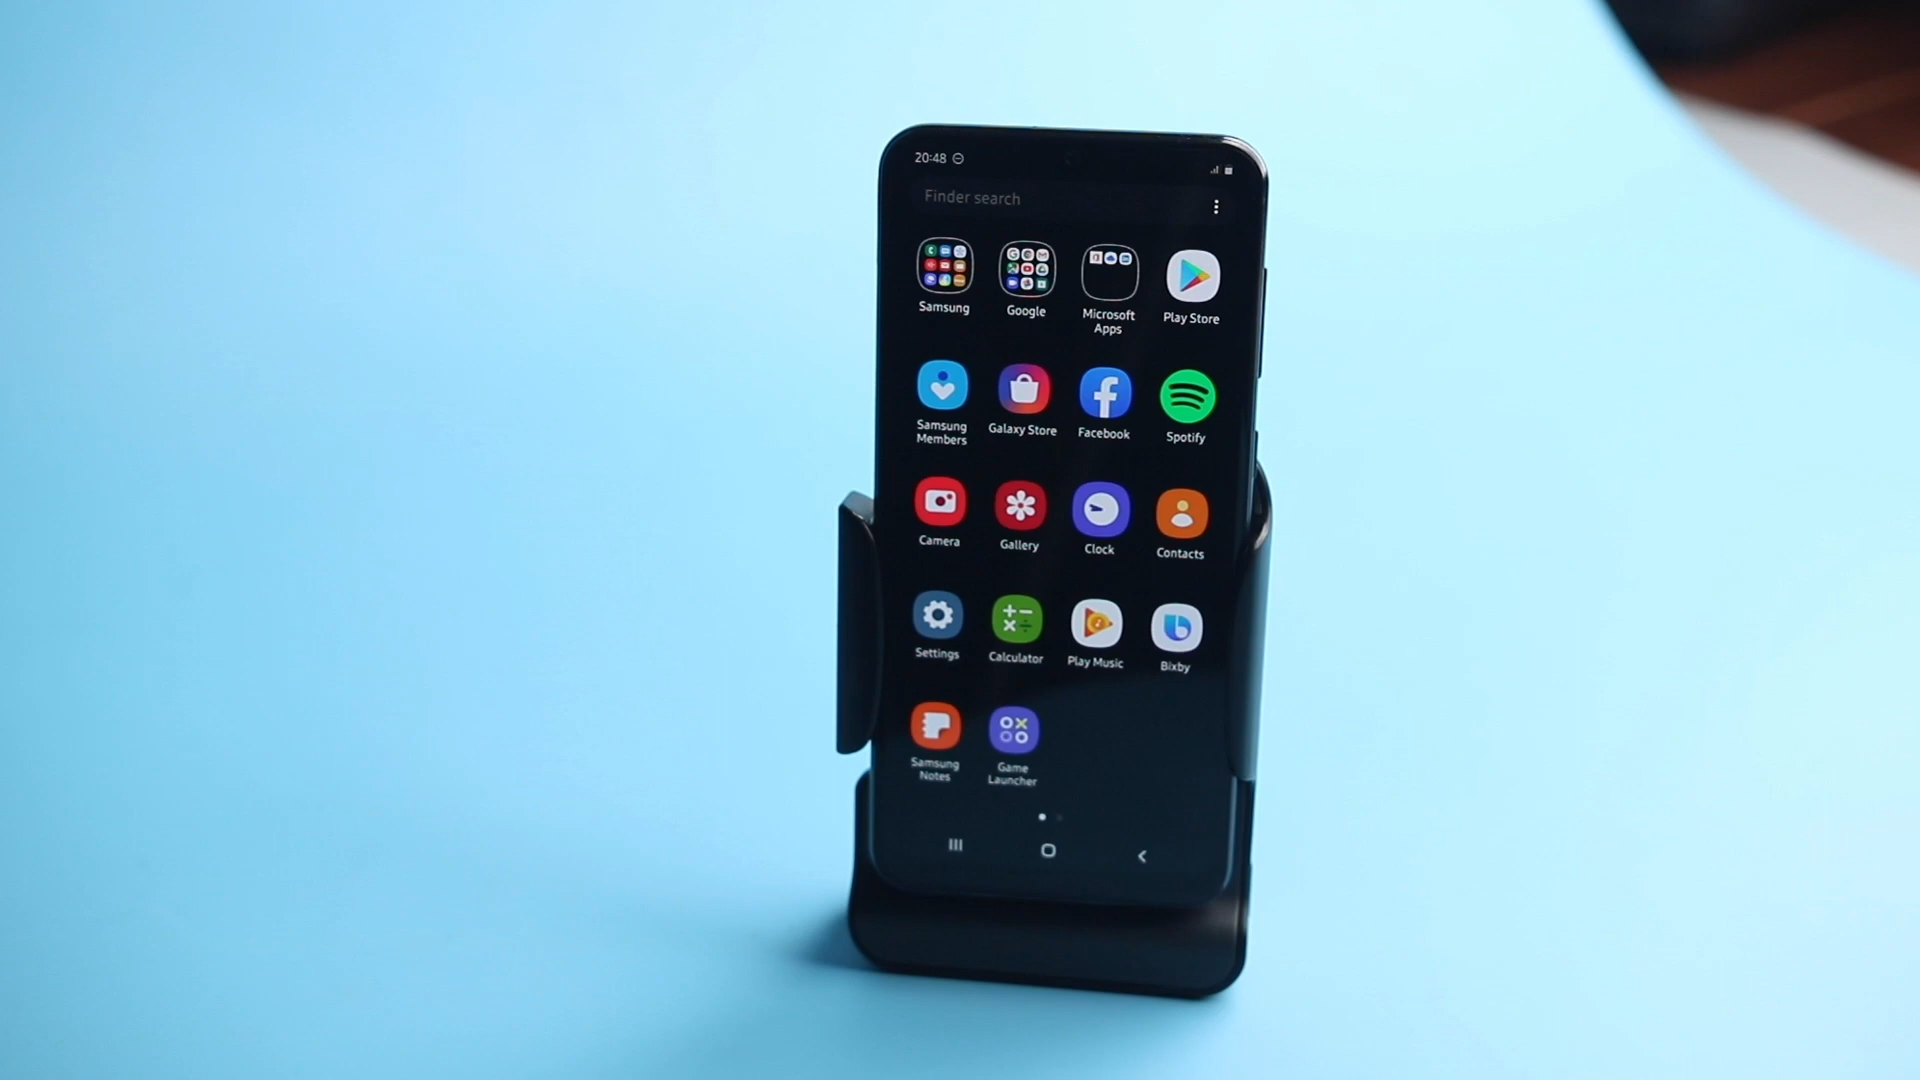 20:48
Finder search
Samsung
Google
Microsoft
Apps
Play Store
Samsung
Members
Galaxy Store
Facebook
Spotify
Camera
Gallery
Clock
Contacts
Settings
Calculator
Play Music
Bixby
Samsung
Notes
Game
Launcher